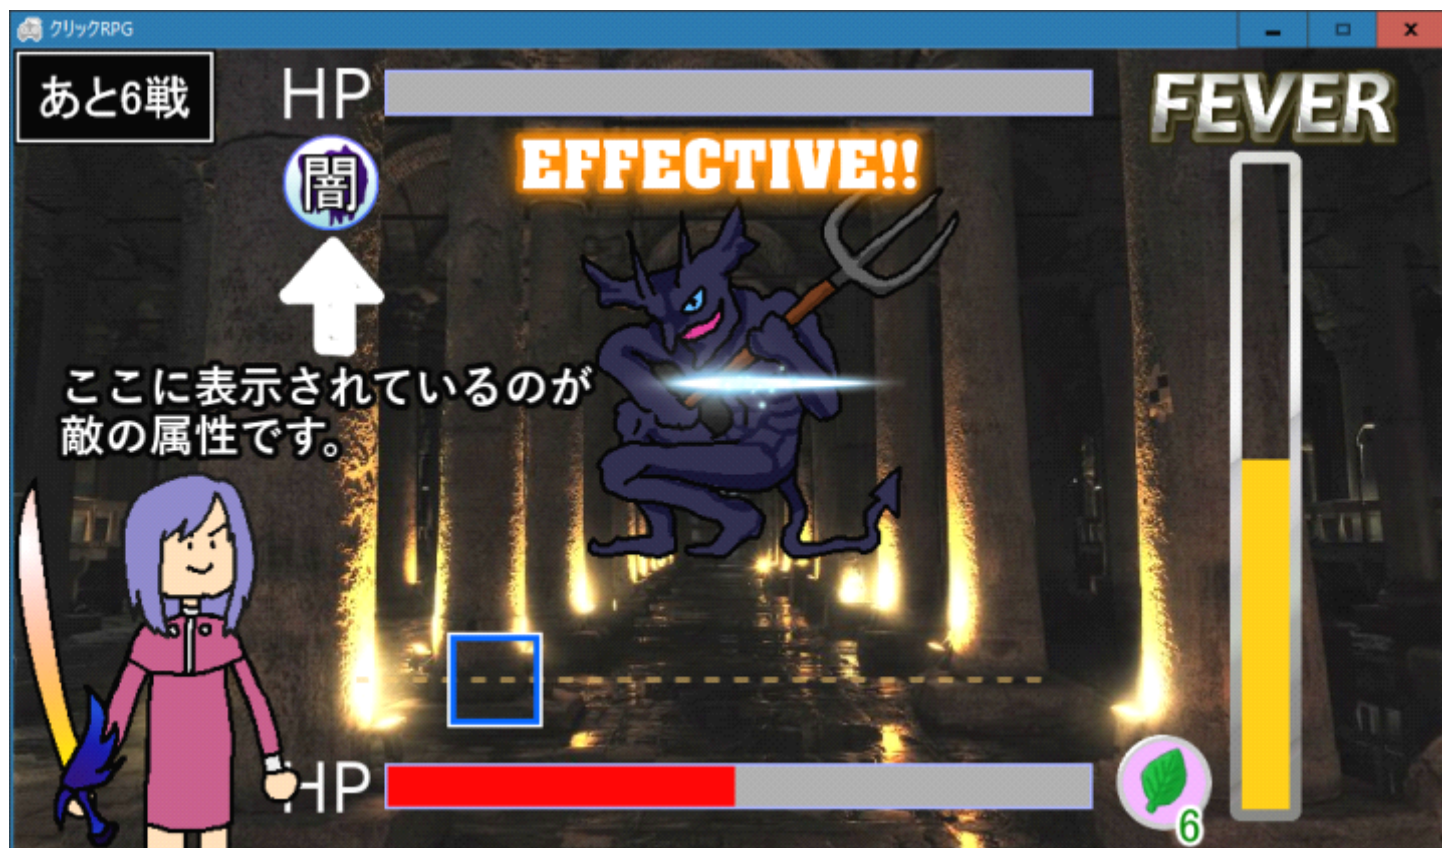 クリックRPG
あと6戦
HP
FEVER
EFFECTIVE!!
闇
ここに表示されているのが
敵の属性です。
HP
6